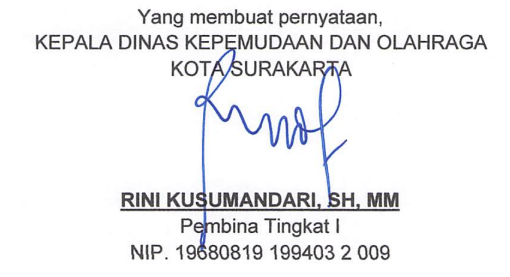 Yang membuat pernyataan,
KEPALA DINAS KEPEMUDAAN DAN OLAHRAGA
KOTA SURAKARTA
RINI KUSUMANDARI, SH, MM
Pembina Tingkat I
NIP. 19680819 199403 2 009